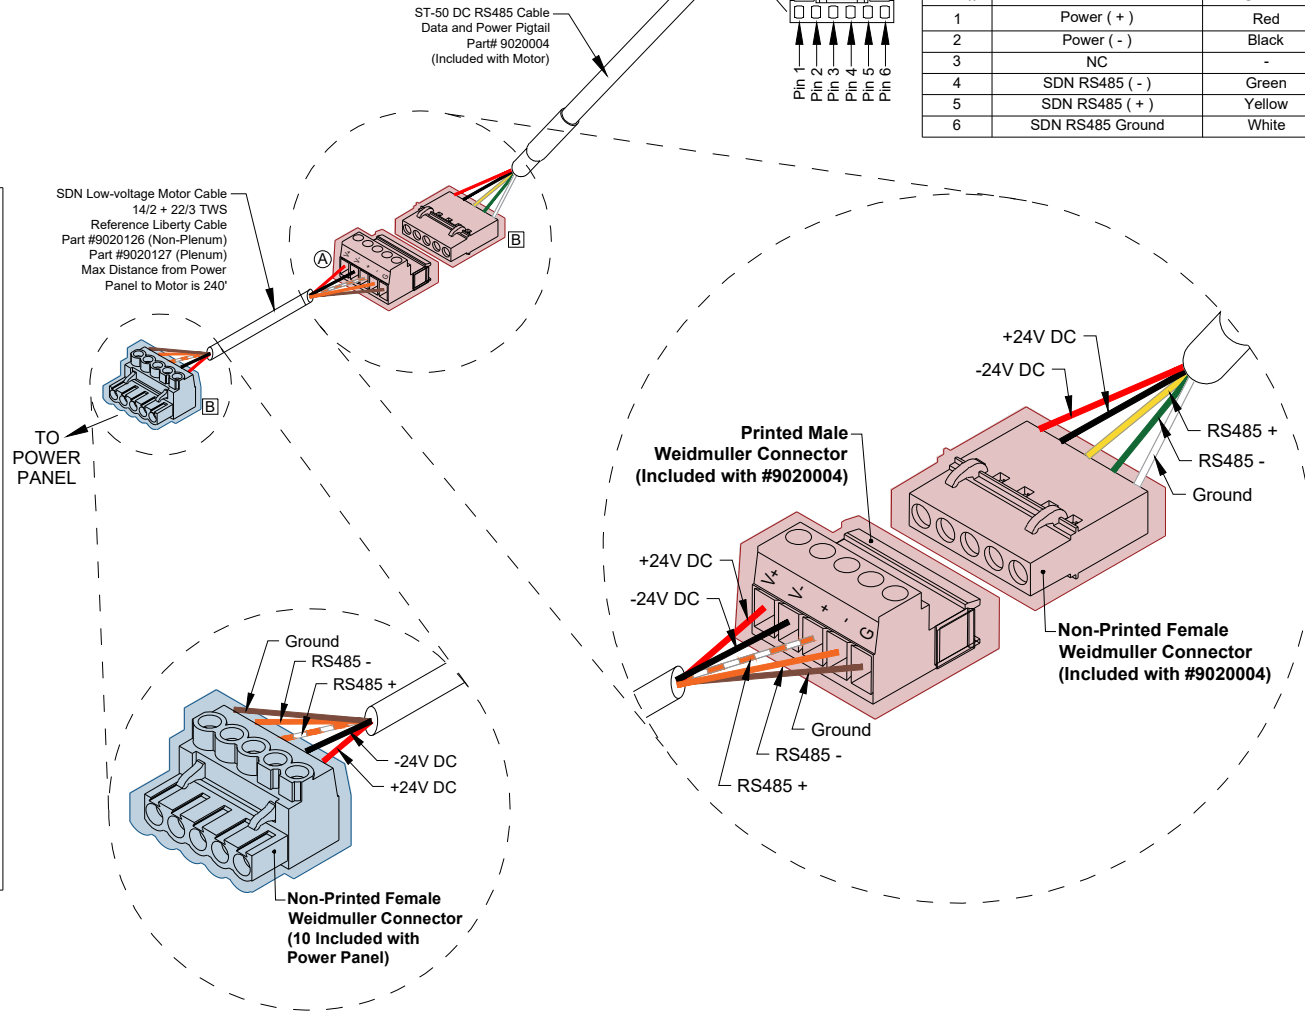 ST-50 DC RS485 Cable
Data and Power Pigtail
Part# 9020004
(Included with Motor)
Pin 1
Pin 2
Pin 3
Pin 4
Pin 5
Pin 6
1 Power ( + ) Red
2 Power ( - ) Black
3 NC -
4 SDN RS485 ( - ) Green
5 SDN RS485 ( + ) Yellow
6 SDN RS485 Ground White
SDN Low-voltage Motor Cable
14/2 + 22/3 TWS
Reference Liberty Cable
Part #9020126 (Non-Plenum)
Part #9020127 (Plenum)
Max Distance from Power
Panel to Motor is 240'
A
B
B
TO
POWER
PANEL
+24V DC
-24V DC
RS485 +
RS485 -
Ground
Printed Male
Weidmuller Connector
(Included with #9020004)
+24V DC
-24V DC
V+
V-
+
-
G
Ground
RS485 -
RS485 +
Non-Printed Female
Weidmuller Connector
(Included with #9020004)
Ground
RS485 -
RS485 +
-24V DC
+24V DC
Non-Printed Female
Weidmuller Connector
(10 Included with
Power Panel)